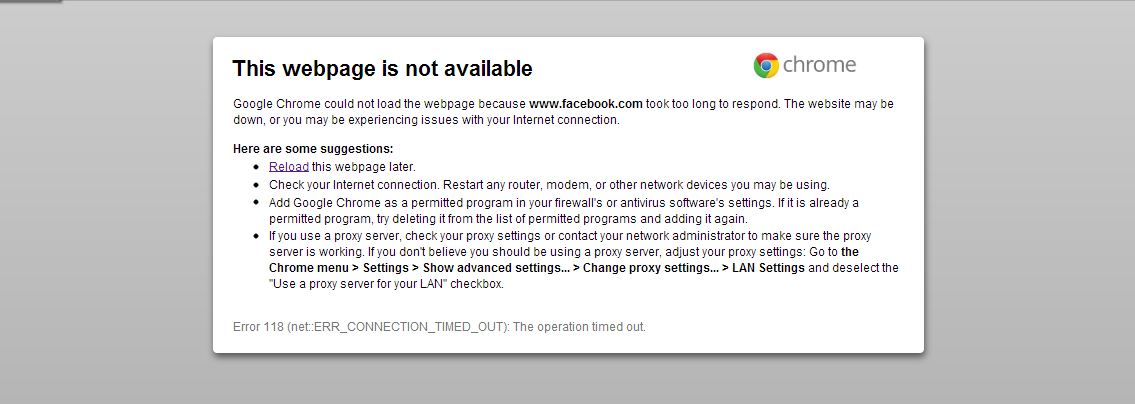 This webpage is not available
chrome
Google Chrome could not load the webpage because www.facebook.com took too long to respond. The website may be
down, or you may be experiencing issues with your Internet connection.
Here are some suggestions:
• Reload this webpage later.
• Check your Internet connection. Restart any router, modem, or other network devices you may be using.
• Add Google Chrome as a permitted program in your firewall's or antivirus software's settings. If it is already a
permitted program, try deleting it from the list of permitted programs and adding it again.
• If you use a proxy server, check your proxy settings or contact your network administrator to make sure the proxy
server is working. If you don't believe you should be using a proxy server, adjust your proxy settings: Go to the
Chrome menu > Settings > Show advanced settings... > Change proxy settings... > LAN Settings and deselect the
"Use a proxy server for your LAN" checkbox.
Error 118 (net::ERR_CONNECTION_TIMED_OUT): The operation timed out.